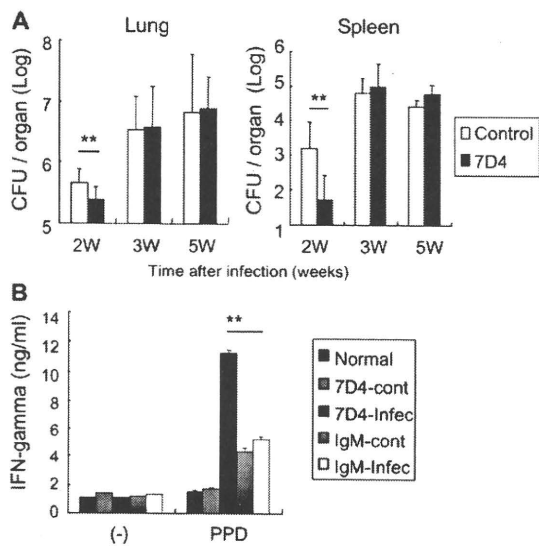 A
Lung
Spleen
CFU / organ (Log)
8
7
6
5
**
2W 3W 5W
CFU / organ (Log)
6
5
4
3
2
1
**
2W 3W 5W
Control
7D4
Time after infection (weeks)
B
IFN-gamma (ng/ml)
14
12
10
8
6
4
2
0
**
(-) PPD
Normal
7D4-cont
7D4-Infec
IgM-cont
IgM-Infec